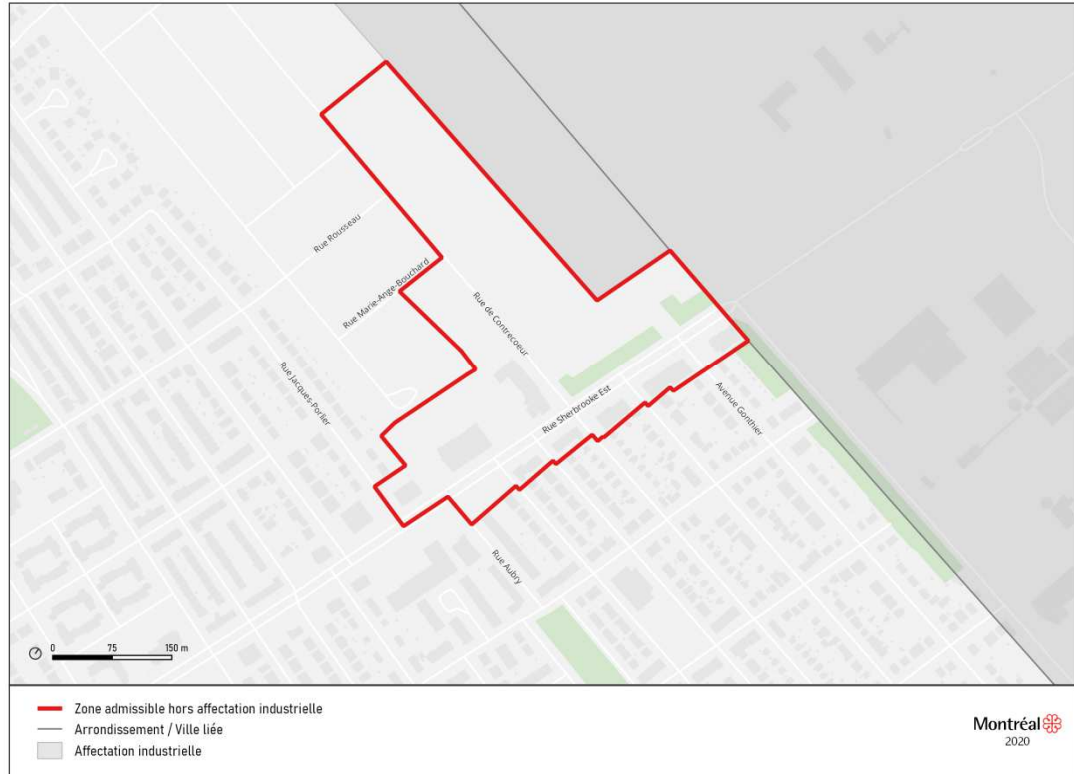 Rue Rousseau
Rue Marie-Ange-Bouchard
Rue de Contrecoeur
Rue Jacques-Porlier
Rue Sherbrooke Est
Avenue Gonthier
Rue Aubry
0 75 150 m
Zone admissible hors affectation industrielle
Arrondissement / Ville liée
Affectation industrielle
Montréal
2020